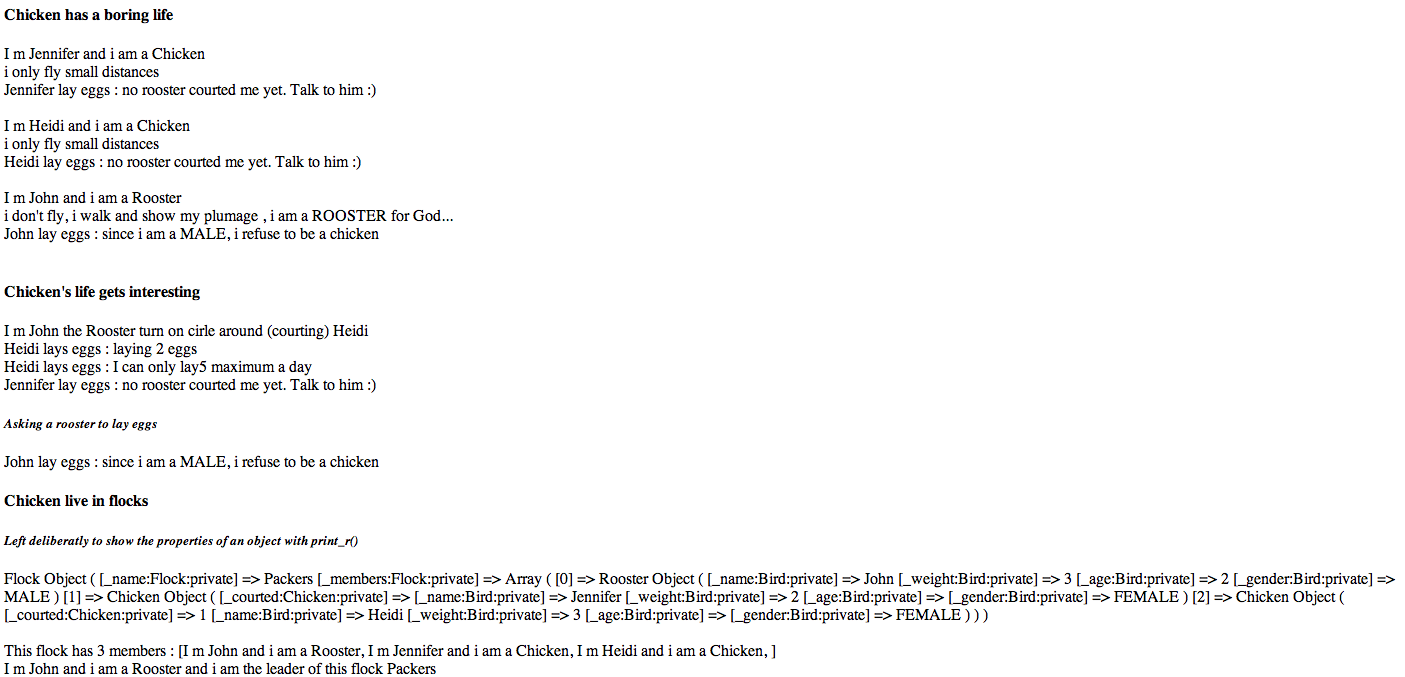 Chicken has a boring life
I m Jennifer and i am a Chicken
i only fly small distances
Jennifer lay eggs : no rooster courted me yet. Talk to him :)
I m Heidi and i am a Chicken
i only fly small distances
Heidi lay eggs : no rooster courted me yet. Talk to him :)
I m John and i am a Rooster
i don't fly, i walk and show my plumage , i am a ROOSTER for God...
John lay eggs : since i am a MALE, i refuse to be a chicken
Chicken's life gets interesting
I m John the Rooster turn on cirle around (courting) Heidi
Heidi lays eggs : laying 2 eggs
Heidi lays eggs : I can only lay5 maximum a day
Jennifer lay eggs : no rooster courted me yet. Talk to him :)
Asking a rooster to lay eggs
John lay eggs : since i am a MALE, i refuse to be a chicken
Chicken live in flocks
Left deliberatly to show the properties of an object with print_r()
Flock Object ( [_name:Flock:private] => Packers [_members:Flock:private] => Array ( [0] => Rooster Object ( [_name:Bird:private] => John [_weight:Bird:private] => 3 [_age:Bird:private] => 2 [_gender:Bird:private] =>
MALE ) [1] => Chicken Object ( [_courted:Chicken:private] => [_name:Bird:private] => Jennifer [_weight:Bird:private] => 2 [_age:Bird:private] => [_gender:Bird:private] => FEMALE ) [2] => Chicken Object (
[_courted:Chicken:private] => 1 [_name:Bird:private] => Heidi [_weight:Bird:private] => 3 [_age:Bird:private] => [_gender:Bird:private] => FEMALE ) ) )
This flock has 3 members : [I m John and i am a Rooster, I m Jennifer and i am a Chicken, I m Heidi and i am a Chicken, ]
I m John and i am a Rooster and i am the leader of this flock Packers